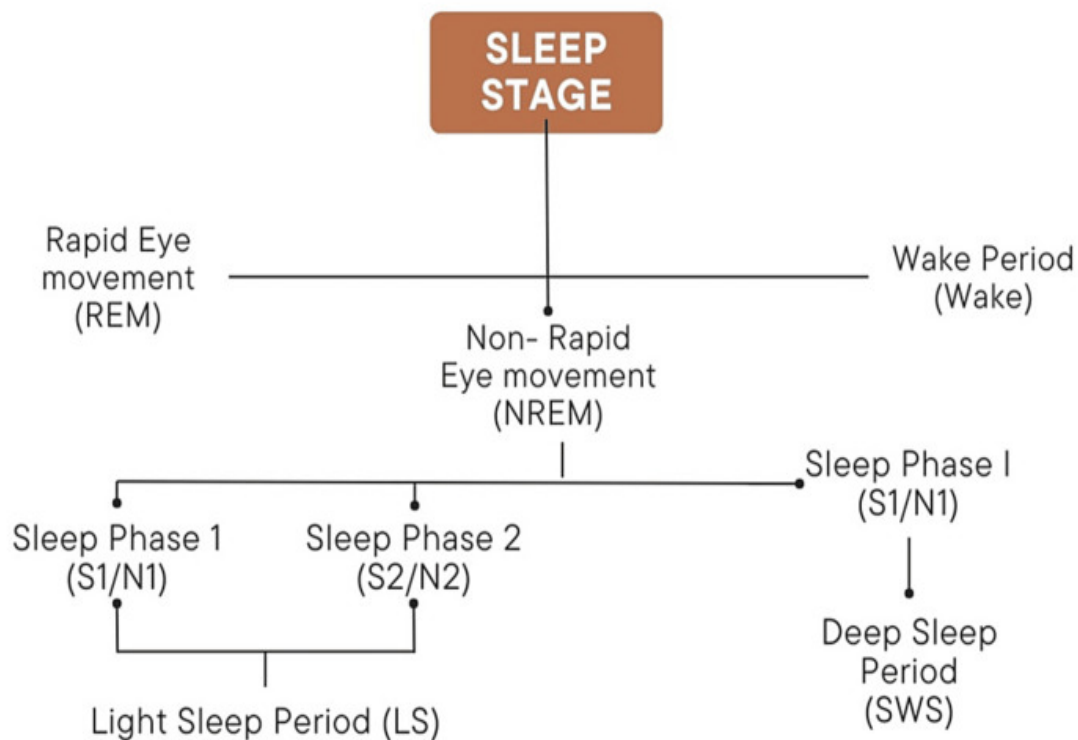 SLEEP
STAGE
Rapid Eye
movement
(REM)
Wake Period
(Wake)
Non- Rapid
Eye movement
(NREM)
Sleep Phase I
(S1/N1)
Sleep Phase 1
(S1/N1)
Sleep Phase 2
(S2/N2)
Deep Sleep
Period
(SWS)
Light Sleep Period (LS)